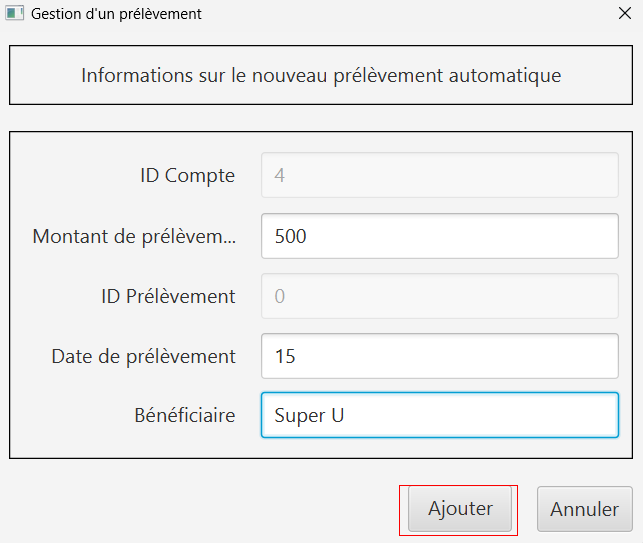 Gestion d'un prélèvement
Informations sur le nouveau prélèvement automatique
ID Compte 4
Montant de prélèvem... 500
ID Prélèvement 0
Date de prélèvement 15
Bénéficiaire Super U
Ajouter Annuler